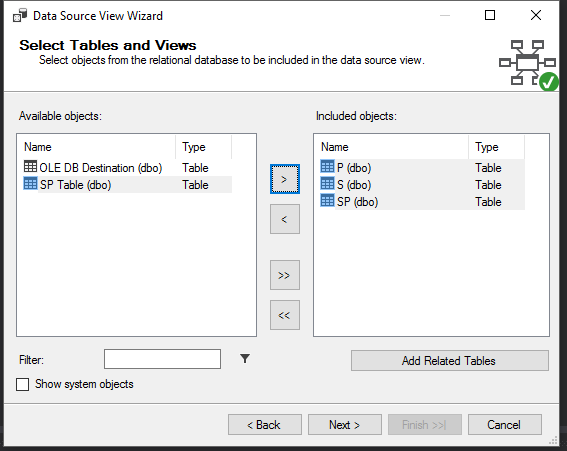 Data Source View Wizard
Select Tables and Views
Select objects from the relational database to be included in the data source view.
Available objects:
Included objects:
Name Type
OLE DB Destination (dbo) Table
SP Table (dbo) Table
>
<
>>
<<
Name Type
P (dbo) Table
S (dbo) Table
SP (dbo) Table
Filter:
Add Related Tables
Show system objects
< Back
Next >
Finish >>|
Cancel